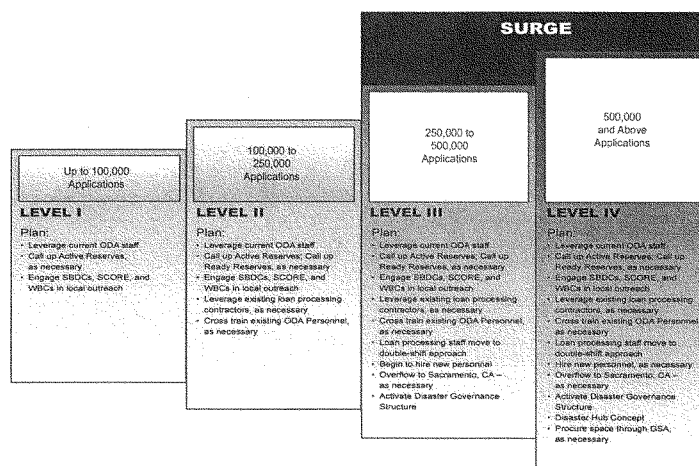 SURGE
Up to 100,000
Applications
LEVEL I
Plan:
• Leverage current ODA staff
• Call up Active Reserves,
as necessary
• Engage SBDCs, SCORE, and
WBCs in local outreach
100,000 to
250,000
Applications
LEVEL II
Plan:
• Leverage current ODA staff
• Call up Active Reserves; Call up
Ready Reserves, as necessary
• Engage SBDCs, SCORE, and
WBCs in local outreach
• Leverage existing loan processing
contractors, as necessary
• Cross train existing ODA Personnel,
as necessary
250,000 to
500,000
Applications
LEVEL III
Plan:
• Leverage current ODA staff
• Call up Active Reserves; Call up
Ready Reserves, as necessary
• Engage SBDCs, SCORE, and
WBCs in local outreach
• Leverage existing loan processing
contractors, as necessary
• Cross train existing ODA Personnel,
as necessary
• Loan processing staff move to
double-shift approach
• Begin to hire new personnel
• Overflow to Sacramento, CA –
as necessary
• Activate Disaster Governance
Structure
500,000
and Above
Applications
LEVEL IV
Plan:
• Leverage current ODA staff
• Call up Active Reserves; Call up
Ready Reserves, as necessary
• Engage SBDCs, SCORE, and
WBCs in local outreach
• Leverage existing loan processing
contractors, as necessary
• Cross train existing ODA Personnel,
as necessary
• Loan processing staff move to
double-shift approach
• Hire new personnel, as necessary
• Overflow to Sacramento, CA –
as necessary
• Activate Disaster Governance
Structure
• Disaster Hub Concept
• Procure space through GSA,
as necessary